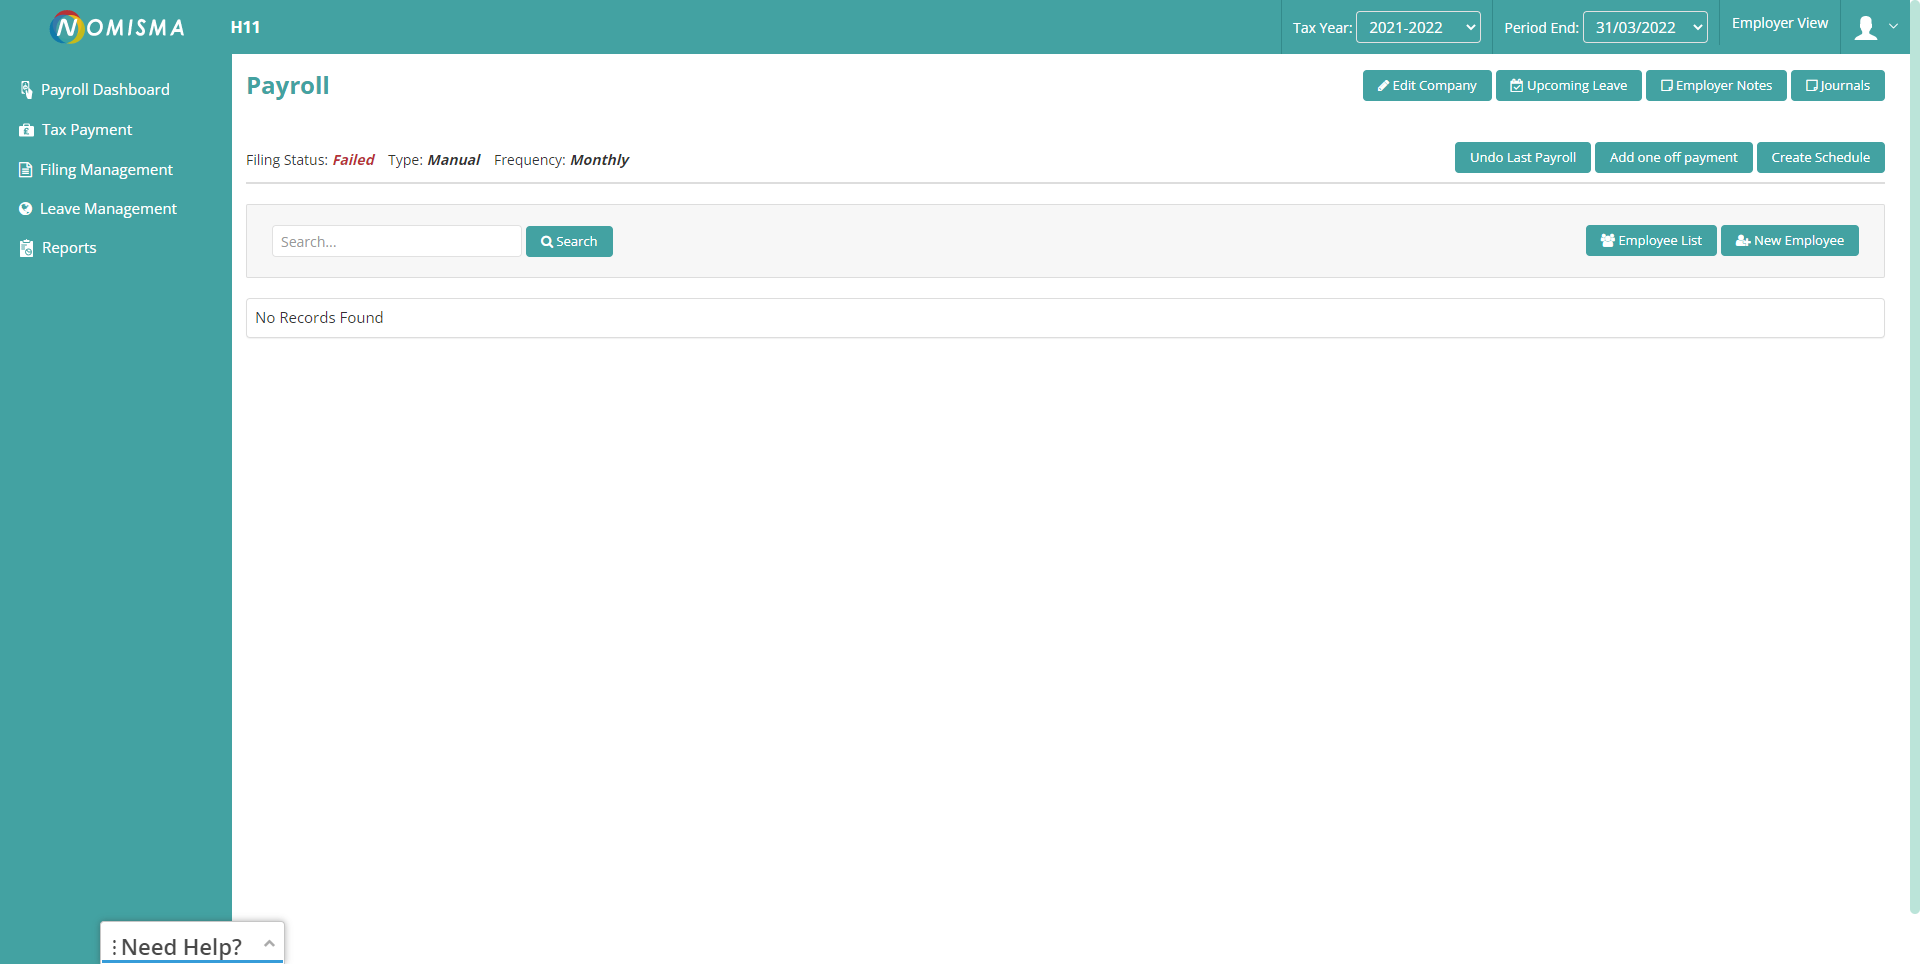 NOMISMA H11 Tax Year: 2021-2022 Period End: 31/03/2022 Employer View
Payroll Dashboard
Tax Payment
Filing Management
Leave Management
Reports
Payroll Edit Company Upcoming Leave Employer Notes Journals
Filing Status: Failed Type: Manual Frequency: Monthly Undo Last Payroll Add one off payment Create Schedule
Search... Search Employee List New Employee
No Records Found
Need Help?